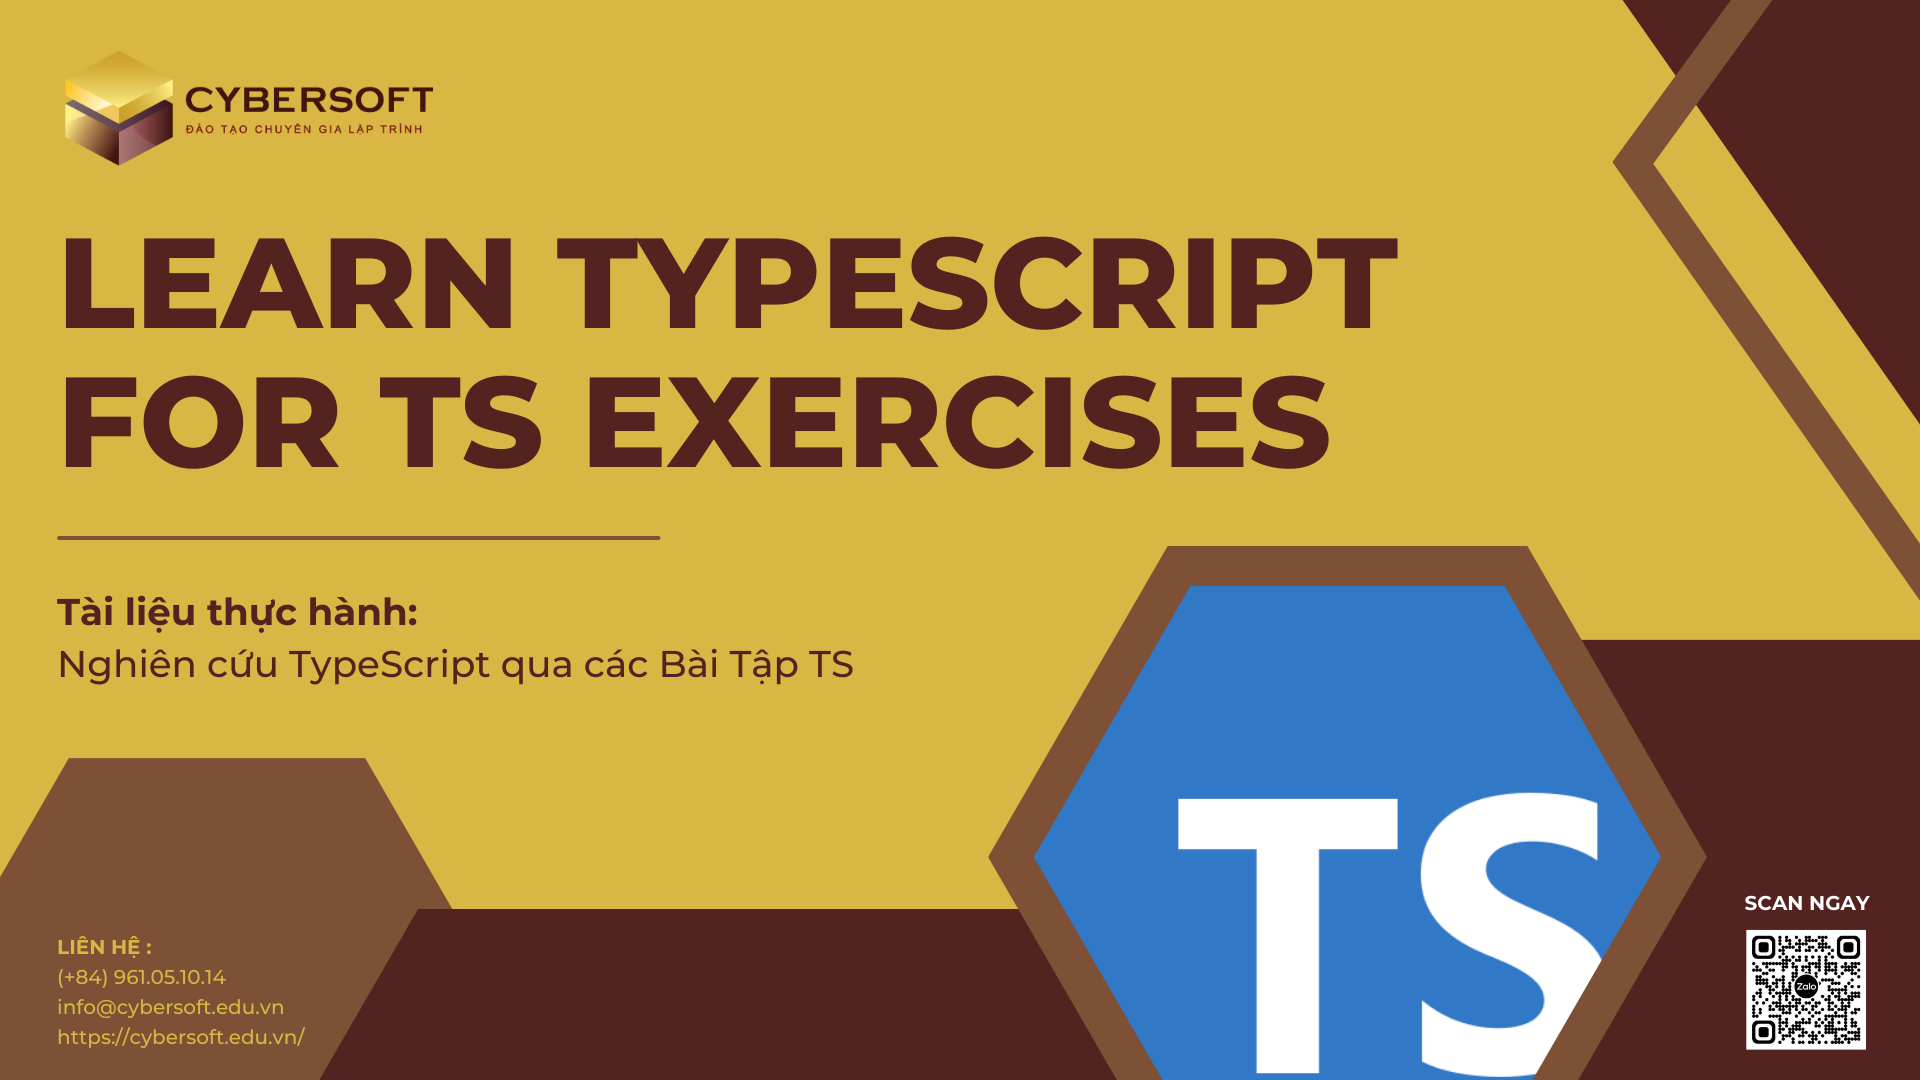 CYBERSOFT
ĐÀO TẠO CHUYÊN GIA LẬP TRÌNH
LEARN TYPESCRIPT
FOR TS EXERCISES
Tài liệu thực hành:
Nghiên cứu TypeScript qua các Bài Tập TS
TS
LIÊN HỆ :
(+84) 961.05.10.14
info@cybersoft.edu.vn
https://cybersoft.edu.vn/
SCAN NGAY
Zalo